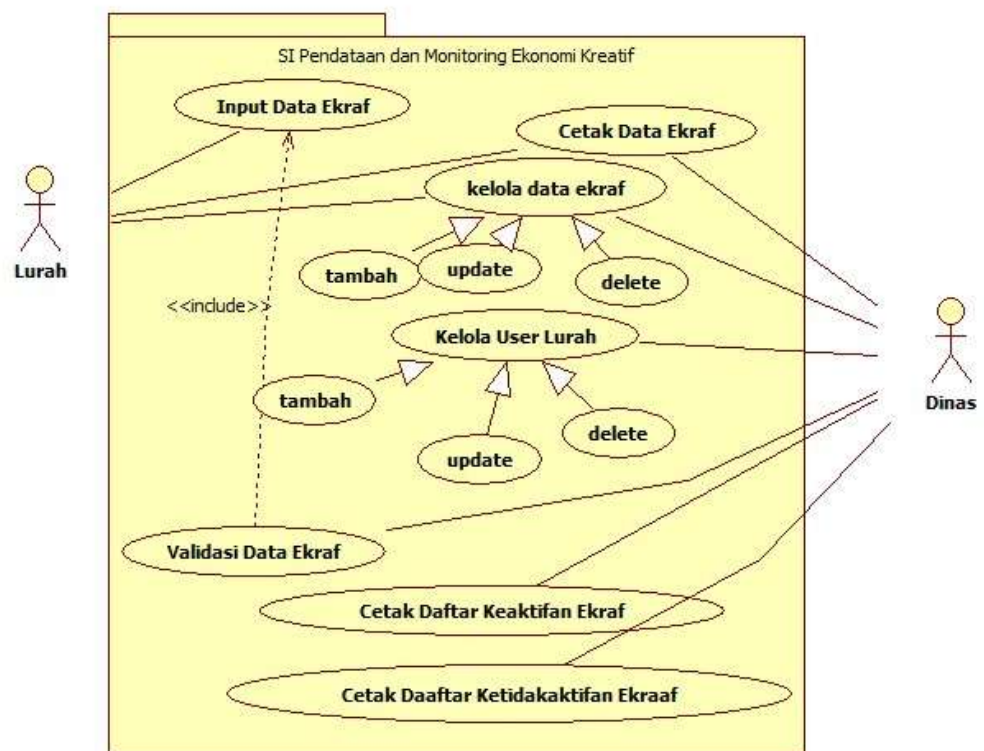 SI Pendataan dan Monitoring Ekonomi Kreatif
Input Data Ekraf
Cetak Data Ekraf
kelola data ekraf
Lurah
tambah
update
delete
<<include>>
Kelola User Lurah
Dinas
tambah
update
delete
Validasi Data Ekraf
Cetak Daftar Keaktifan Ekraf
Cetak Daaftar Ketidakaktifan Ekraaf